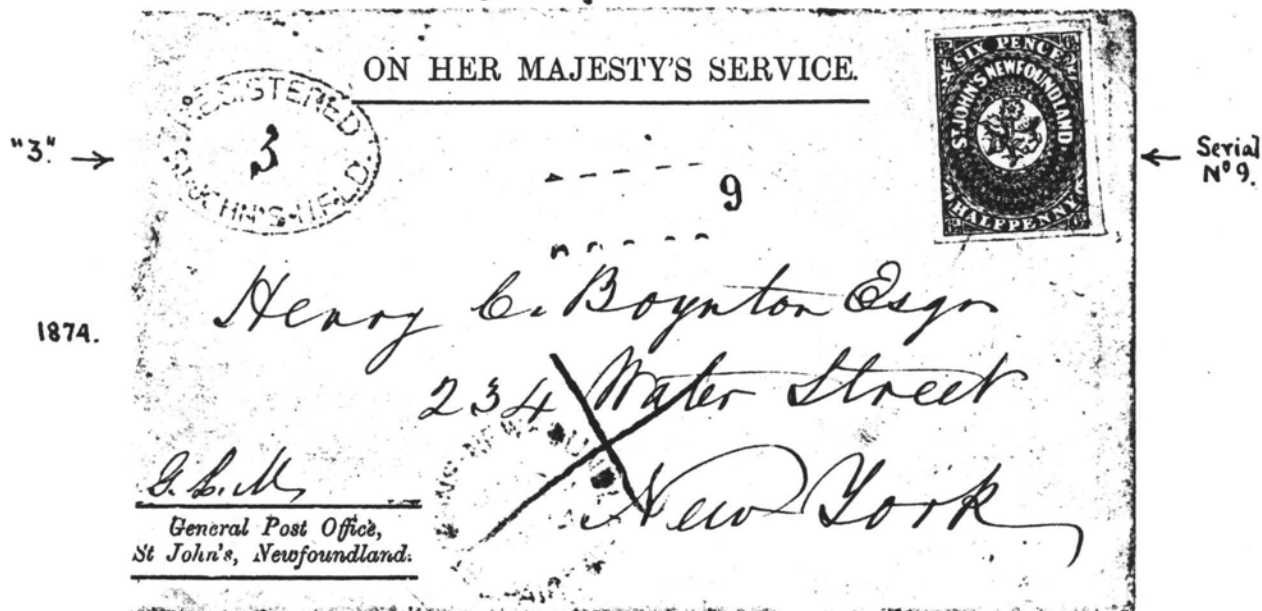 ON HER MAJESTY'S SERVICE.
REGISTERED
3
ST. JOHN'S · NFLD.
SIX PENCE
ST. JOHN'S NEWFOUNDLAND.
HALFPENNY
"3."
Serial
Nº 9.
9
Henry C. Boynton Esqr
1874.
234 Water Street
New York
G.L.M.
General Post Office,
St John's, Newfoundland.